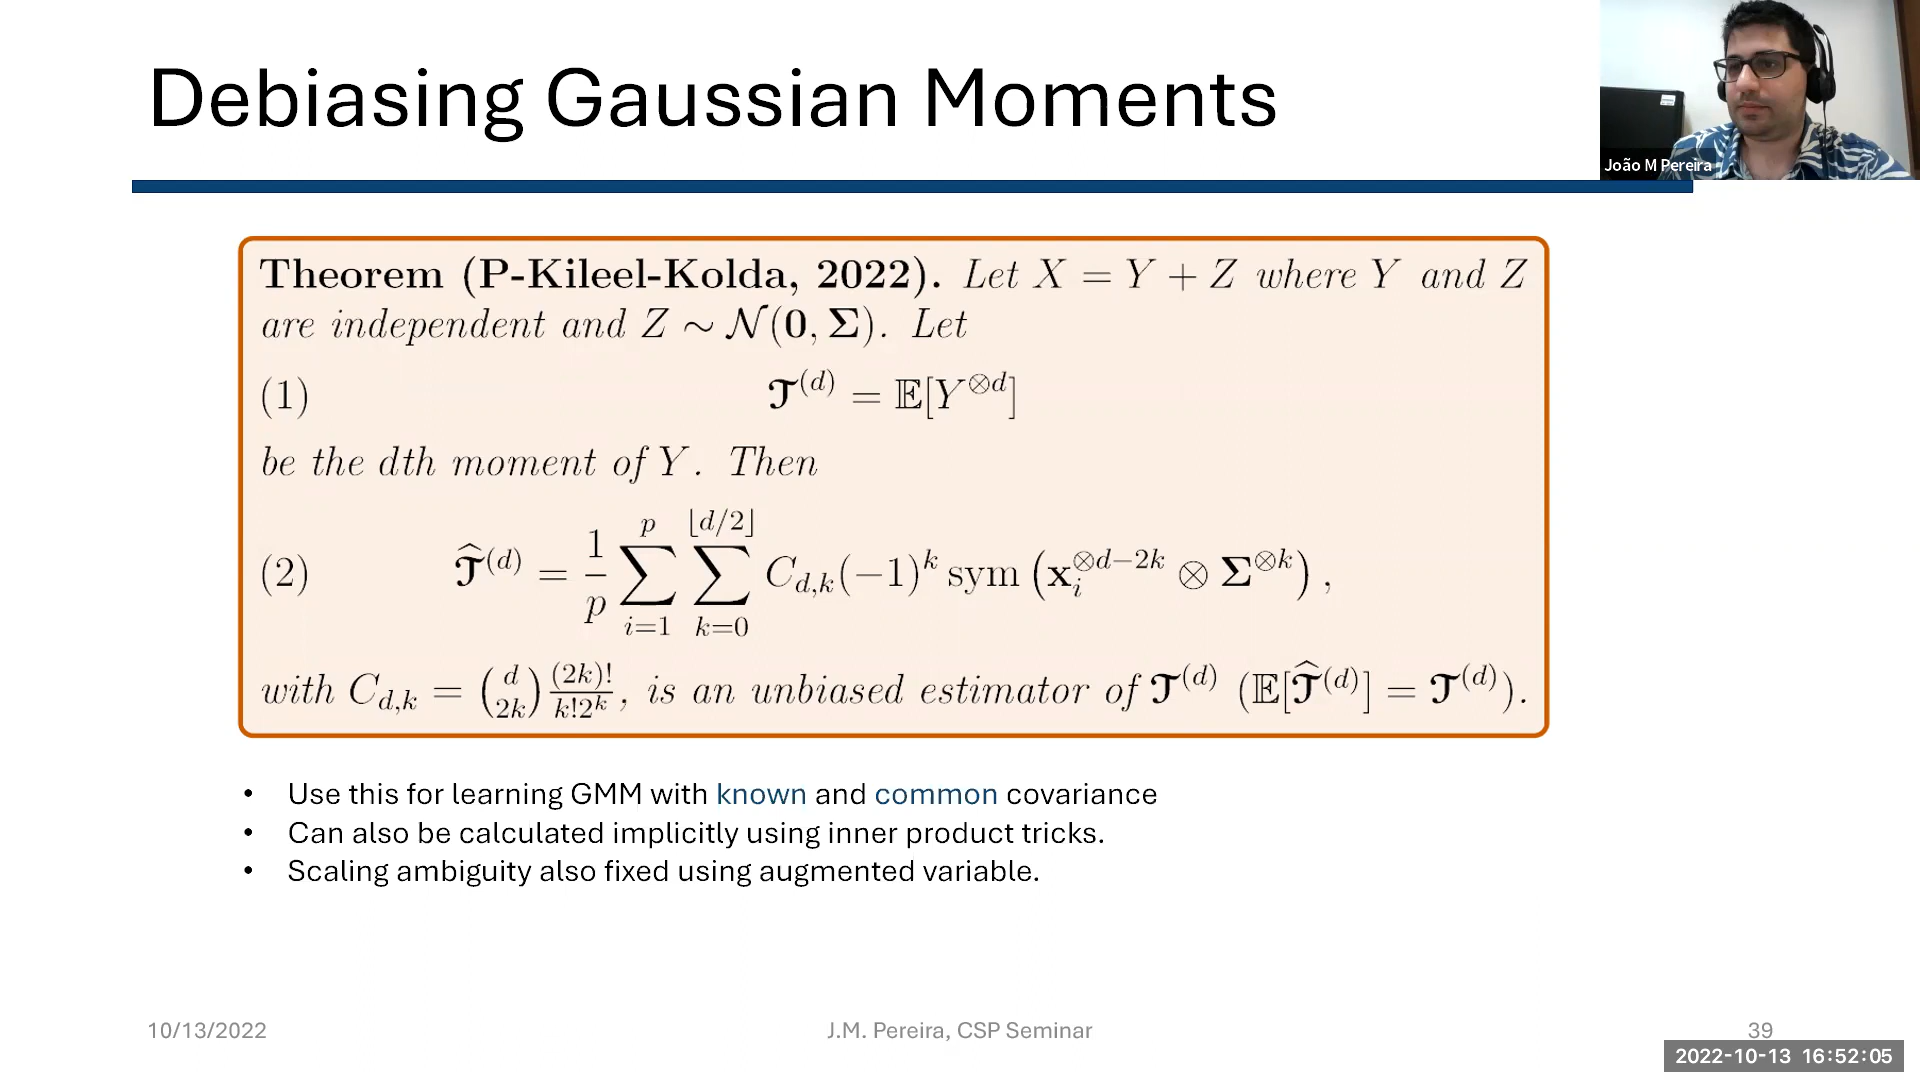 Debiasing Gaussian Moments
João M Pereira
Theorem (P-Kileel-Kolda, 2022). Let X = Y + Z where Y and Z
are independent and Z ∼ 𝒩(0, Σ). Let
(1) 𝓣^(d) = 𝔼[Y^⊗d]
be the dth moment of Y. Then
(2) 𝓣̂^(d) = 1/p ∑_{i=1}^{p} ∑_{k=0}^{⌊d/2⌋} C_{d,k}(−1)^k sym (x_i^{⊗d−2k} ⊗ Σ^{⊗k}),
with C_{d,k} = (d 2k) (2k)!/k!2^k, is an unbiased estimator of 𝓣^(d) (𝔼[𝓣̂^(d)] = 𝓣^(d)).
• Use this for learning GMM with known and common covariance
• Can also be calculated implicitly using inner product tricks.
• Scaling ambiguity also fixed using augmented variable.
10/13/2022
J.M. Pereira, CSP Seminar
39
2022-10-13 16:52:05